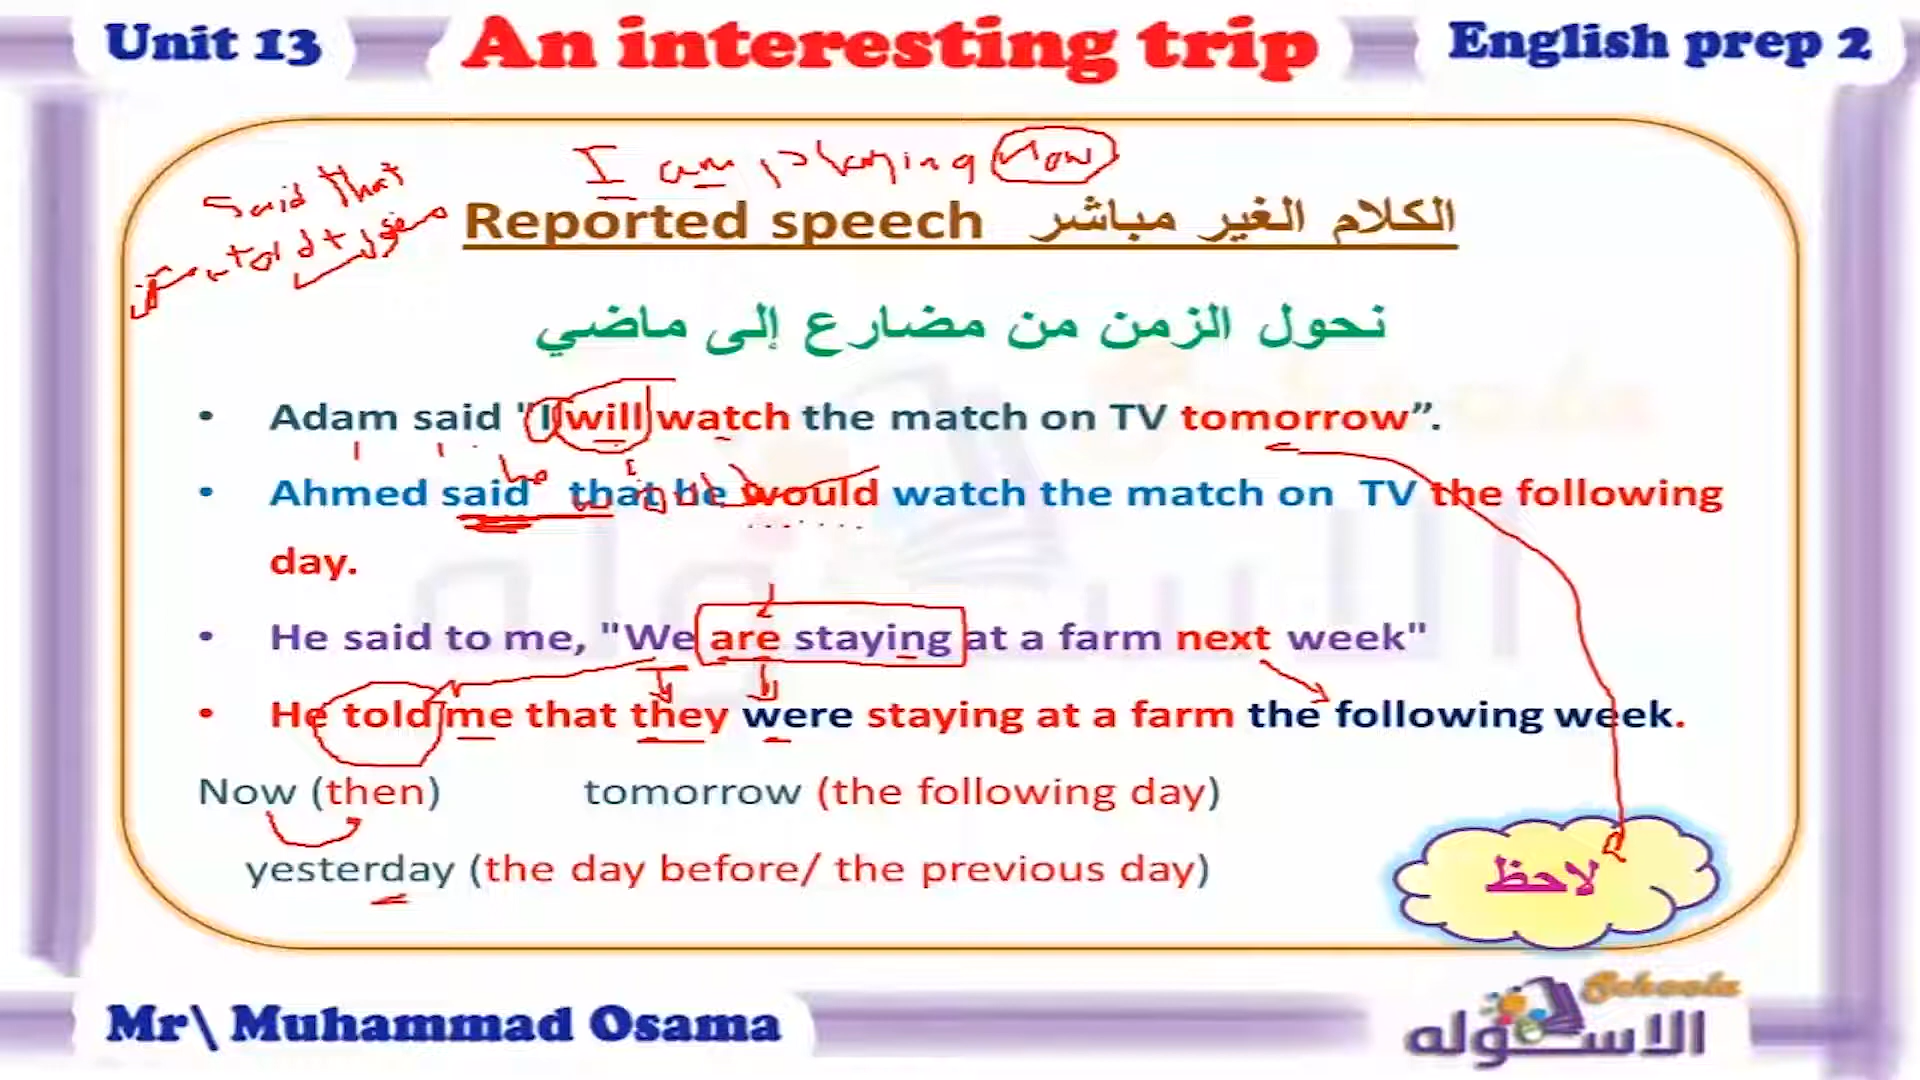 Unit 13
An interesting trip
English prep 2
I am playing now
Said that
told +
Reported speech الكلام الغير مباشر
نحول الزمن من مضارع إلى ماضي
• Adam said "I will watch the match on TV tomorrow”.
he
• Ahmed said that he would watch the match on TV the following
day.
• He said to me, "We are staying at a farm next week"
• He told me that they were staying at a farm the following week.
Now (then) tomorrow (the following day)
yesterday (the day before/ the previous day)
لاحظ
Mr\ Muhammad Osama
Schools
الاسكوله